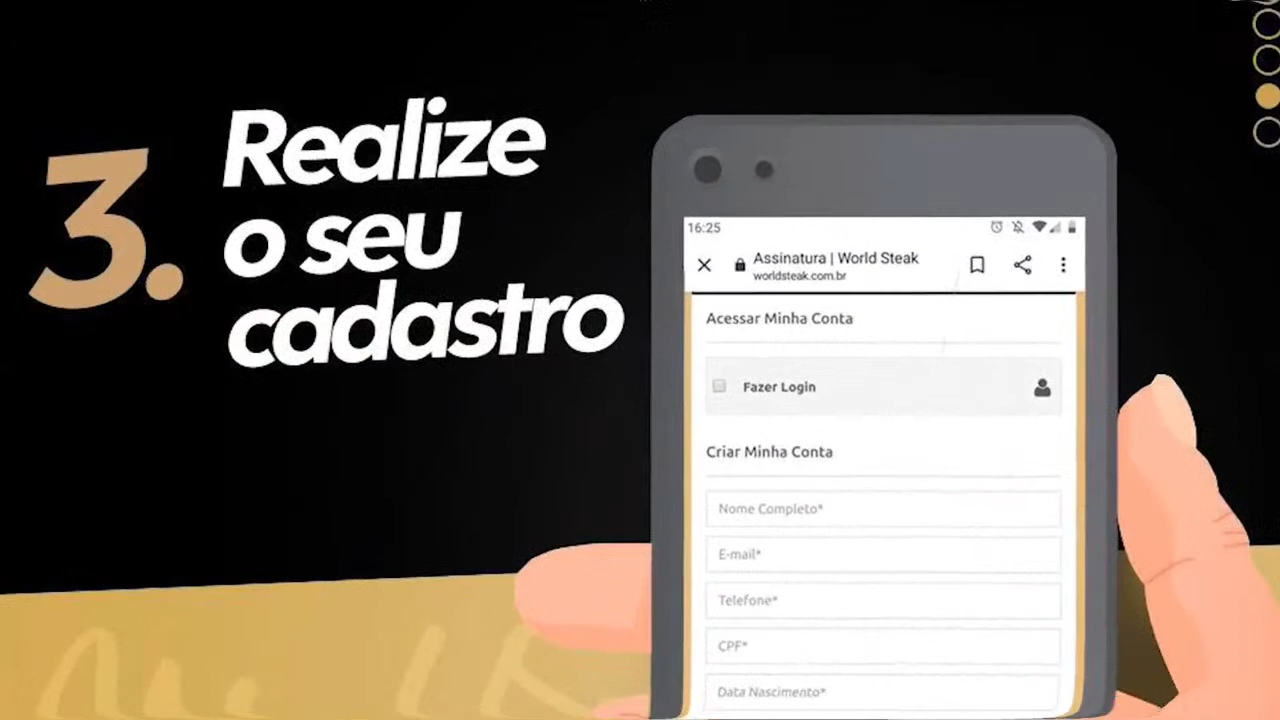 3.
Realize
o seu
cadastro
16:25
Assinatura | World Steak
worldsteak.com.br
Acessar Minha Conta
Fazer Login
Criar Minha Conta
Nome Completo*
E-mail*
Telefone*
CPF*
Data Nascimento*